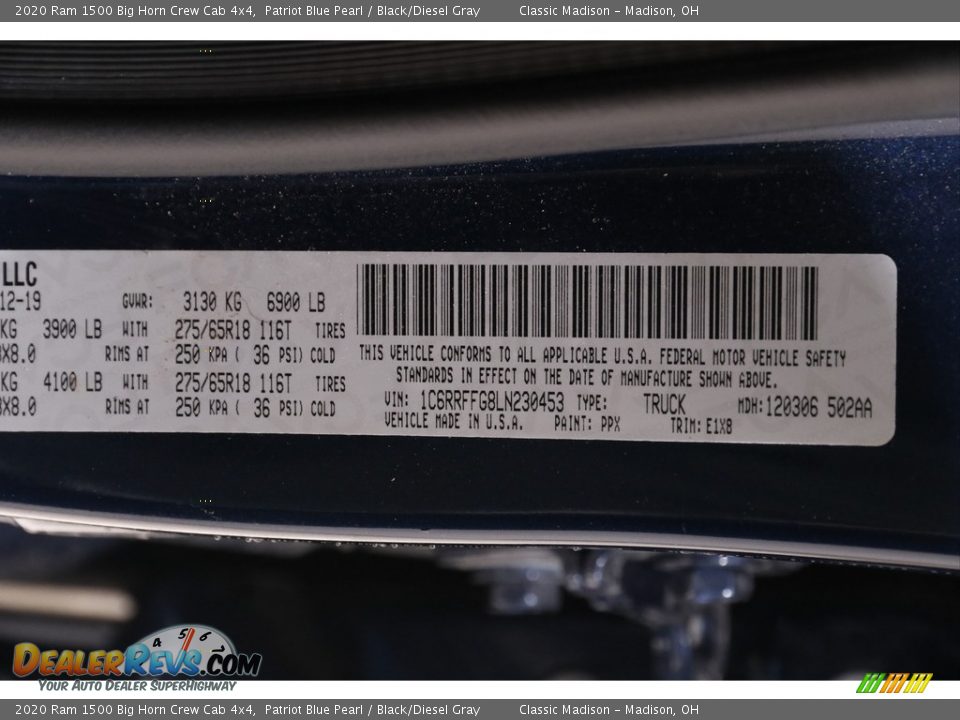 2020 Ram 1500 Big Horn Crew Cab 4x4, Patriot Blue Pearl / Black/Diesel Gray Classic Madison – Madison, OH
LLC
12-19 GVWR: 3130 KG 6900 LB
KG 3900 LB WITH 275/65R18 116T TIRES
X8.0 RIMS AT 250 KPA ( 36 PSI) COLD
KG 4100 LB WITH 275/65R18 116T TIRES
X8.0 RIMS AT 250 KPA ( 36 PSI) COLD
THIS VEHICLE CONFORMS TO ALL APPLICABLE U.S.A. FEDERAL MOTOR VEHICLE SAFETY
STANDARDS IN EFFECT ON THE DATE OF MANUFACTURE SHOWN ABOVE.
VIN: 1C6RRFFG8LN230453 TYPE: TRUCK MDH: 120306 502AA
VEHICLE MADE IN U.S.A. PAINT: PPX TRIM: E1X8
4 5 6
DEALERREVS.COM
YOUR AUTO DEALER SUPERHIGHWAY
2020 Ram 1500 Big Horn Crew Cab 4x4, Patriot Blue Pearl / Black/Diesel Gray Classic Madison – Madison, OH